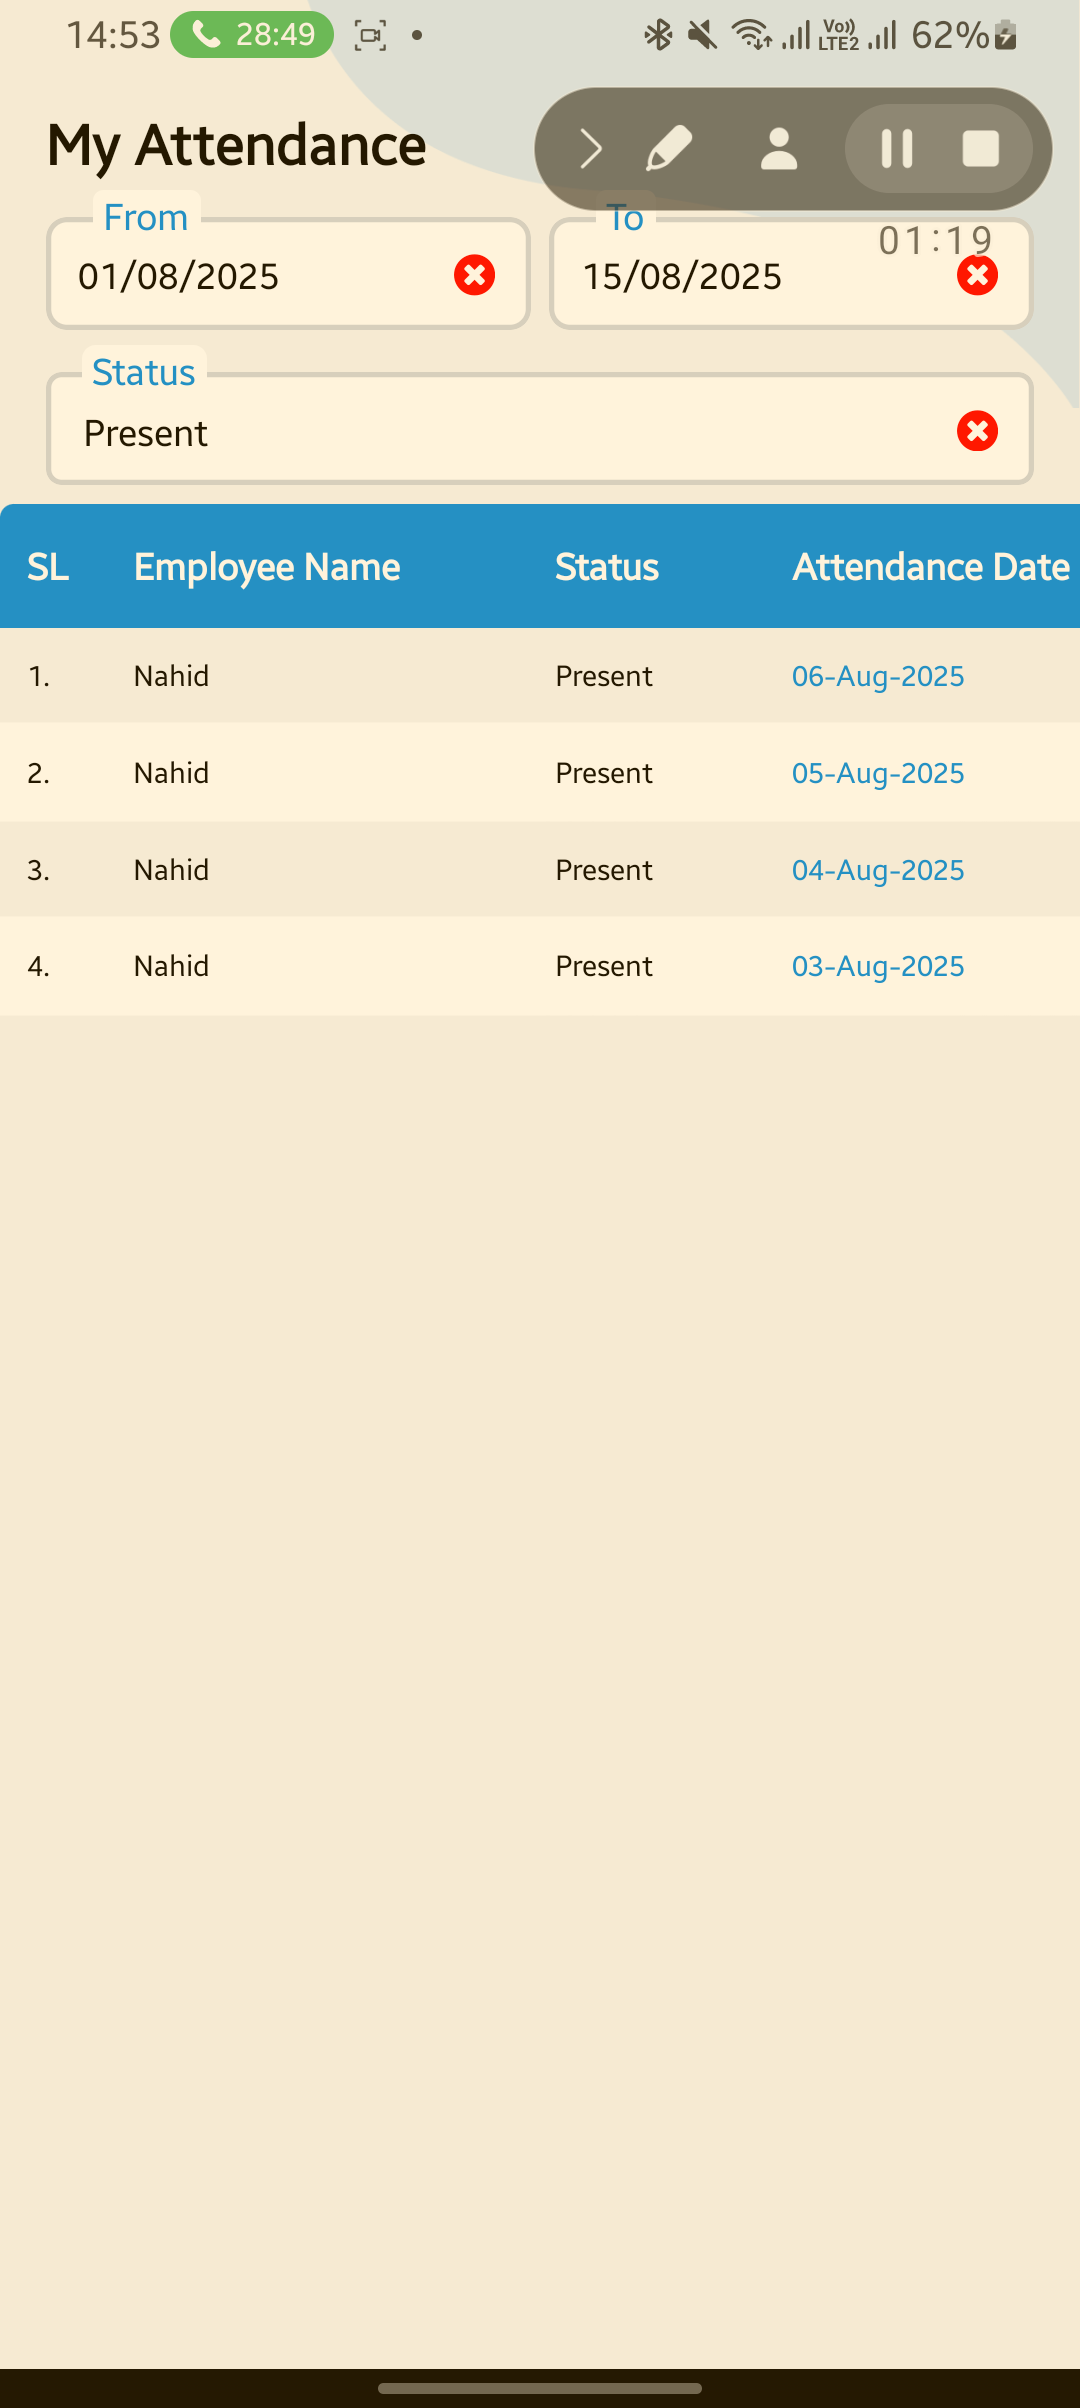 14:53 28:49 Vo)) LTE2 62%
My Attendance
From To
01:19
01/08/2025 15/08/2025
Status
Present
SL Employee Name Status Attendance Date
1. Nahid Present 06-Aug-2025
2. Nahid Present 05-Aug-2025
3. Nahid Present 04-Aug-2025
4. Nahid Present 03-Aug-2025